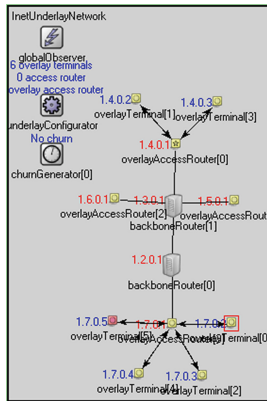 InetUnderlayNetwork
globalObserver
6 overlay terminals
0 access router
overlay access router
underlayConfigurator
No churn
churnGenerator[0]
1.4.0.2
1.4.0.3
overlayTerminal[1]
overlayTerminal[3]
1.4.0.1
overlayAccessRouter[0]
1.6.0.1
1.3.0.1
1.5.0.1
overlayAccessRouter[2]
overlayAccessR
backboneRouter[1]
1.2.0.1
backboneRouter[0]
1.7.0.5
1.7.0.1
overlayTerminal[5]
overlayAccessRouter
overlayTerminal[0
1.7.0.4
1.7.0.3
overlayTerminal[4]
overlayTerminal[2]